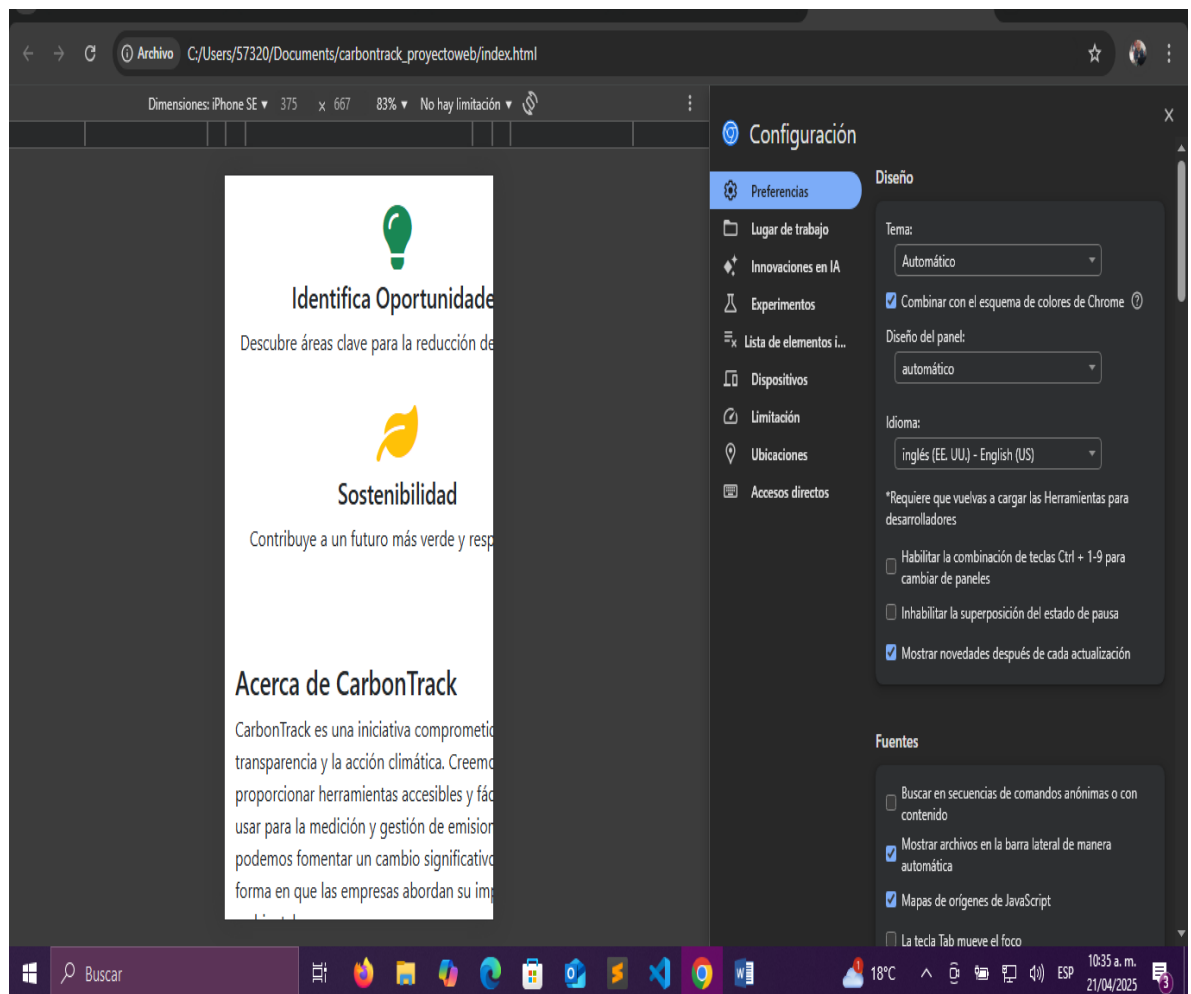 Archivo C:/Users/57320/Documents/carbontrack_proyectoweb/index.html
Dimensiones: iPhone SE 375 x 667 83% No hay limitación
Identifica Oportunidade
Descubre áreas clave para la reducción de
Sostenibilidad
Contribuye a un futuro más verde y resp
Acerca de CarbonTrack
CarbonTrack es una iniciativa comprometid
transparencia y la acción climática. Creemo
proporcionar herramientas accesibles y fác
usar para la medición y gestión de emision
podemos fomentar un cambio significativo
forma en que las empresas abordan su imp
Configuración
Preferencias
Lugar de trabajo
Innovaciones en IA
Experimentos
Lista de elementos i...
Dispositivos
Limitación
Ubicaciones
Accesos directos
Diseño
Tema:
Automático
Combinar con el esquema de colores de Chrome
Diseño del panel:
automático
Idioma:
inglés (EE. UU.) - English (US)
*Requiere que vuelvas a cargar las Herramientas para
desarrolladores
Habilitar la combinación de teclas Ctrl + 1-9 para
cambiar de paneles
Inhabilitar la superposición del estado de pausa
Mostrar novedades después de cada actualización
Fuentes
Buscar en secuencias de comandos anónimas o con
contenido
Mostrar archivos en la barra lateral de manera
automática
Mapas de orígenes de JavaScript
La tecla Tab mueve el foco
Buscar
1
18°C
ESP
10:35 a. m.
21/04/2025
3